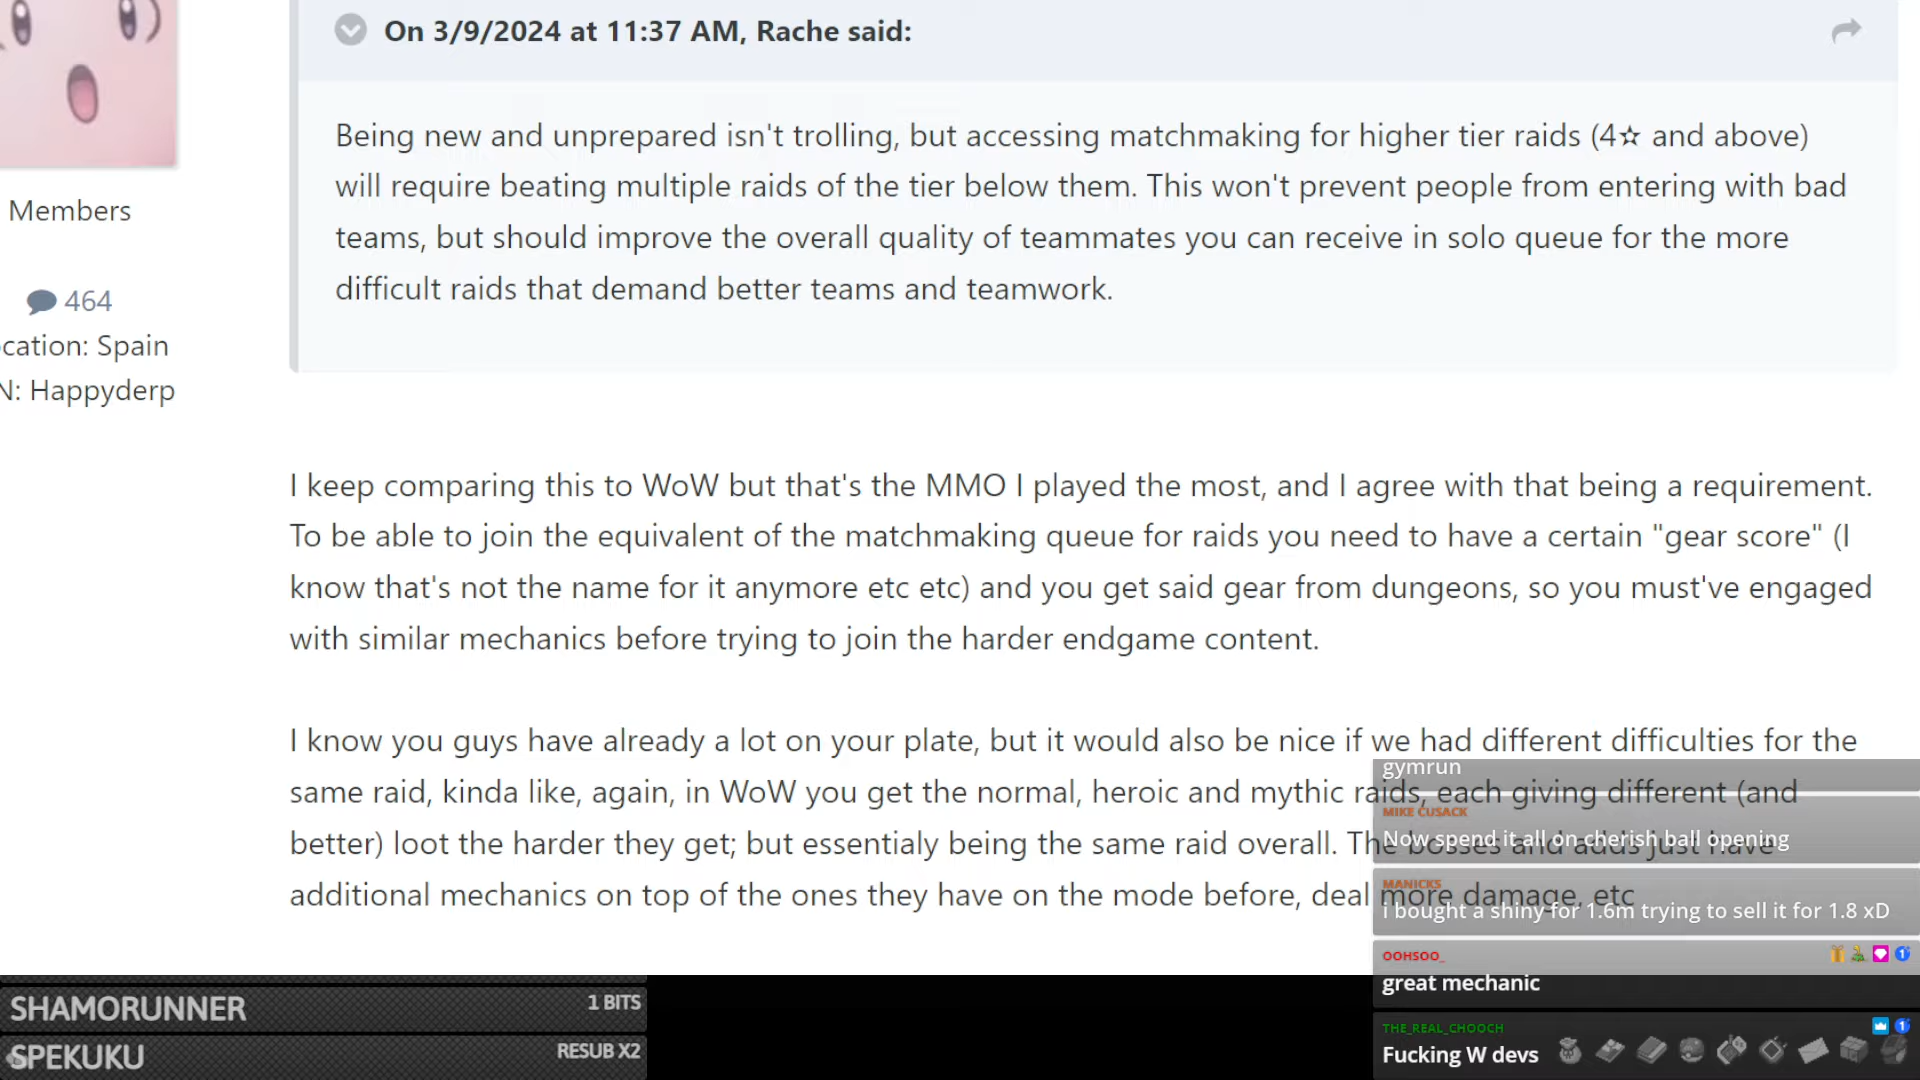 On 3/9/2024 at 11:37 AM, Rache said:
Being new and unprepared isn't trolling, but accessing matchmaking for higher tier raids (4☆ and above)
will require beating multiple raids of the tier below them. This won't prevent people from entering with bad
teams, but should improve the overall quality of teammates you can receive in solo queue for the more
difficult raids that demand better teams and teamwork.
Members
464
cation: Spain
N: Happyderp
I keep comparing this to WoW but that's the MMO I played the most, and I agree with that being a requirement.
To be able to join the equivalent of the matchmaking queue for raids you need to have a certain "gear score" (I
know that's not the name for it anymore etc etc) and you get said gear from dungeons, so you must've engaged
with similar mechanics before trying to join the harder endgame content.
I know you guys have already a lot on your plate, but it would also be nice if we had different difficulties for the
same raid, kinda like, again, in WoW you get the normal, heroic and mythic raids, each giving different (and
better) loot the harder they get; but essentialy being the same raid overall. The bosses and adds just have
additional mechanics on top of the ones they have on the mode before, deal more damage, etc
gymrun
MIKE CUSACK
Now spend it all on cherish ball opening
MANICKS
I bought a shiny for 1.6m trying to sell it for 1.8 xD
OOHSOO_
great mechanic
THE_REAL_CHOOCH
Fucking W devs
SHAMORUNNER 1 BITS
SPEKUKU RESUB X2